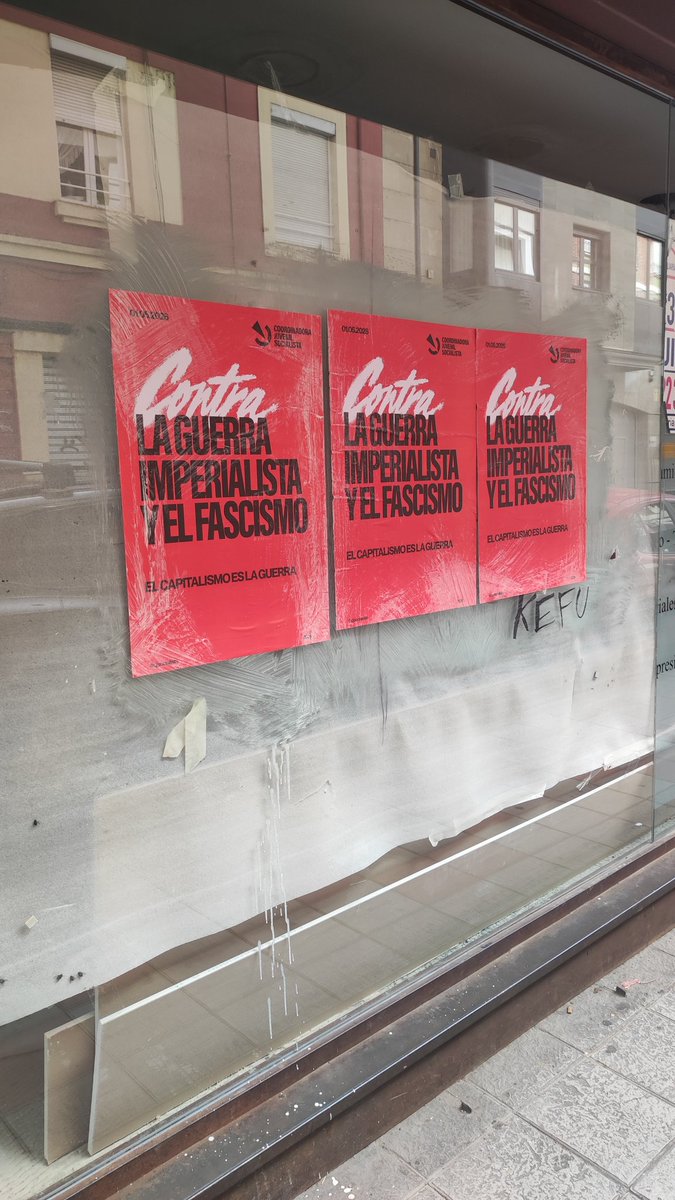 01.05.2025
COORDINADORA
JUVENIL
SOCIALISTA
Contra
LA GUERRA
IMPERIALISTA
Y EL FASCISMO
EL CAPITALISMO ES LA GUERRA
01.05.2025
COORDINADORA
JUVENIL
SOCIALISTA
Contra
LA GUERRA
IMPERIALISTA
Y EL FASCISMO
EL CAPITALISMO ES LA GUERRA
01.05.2025
COORDINADORA
JUVENIL
SOCIALISTA
Contra
LA GUERRA
IMPERIALISTA
Y EL FASCISMO
EL CAPITALISMO ES LA GUERRA
KEFU